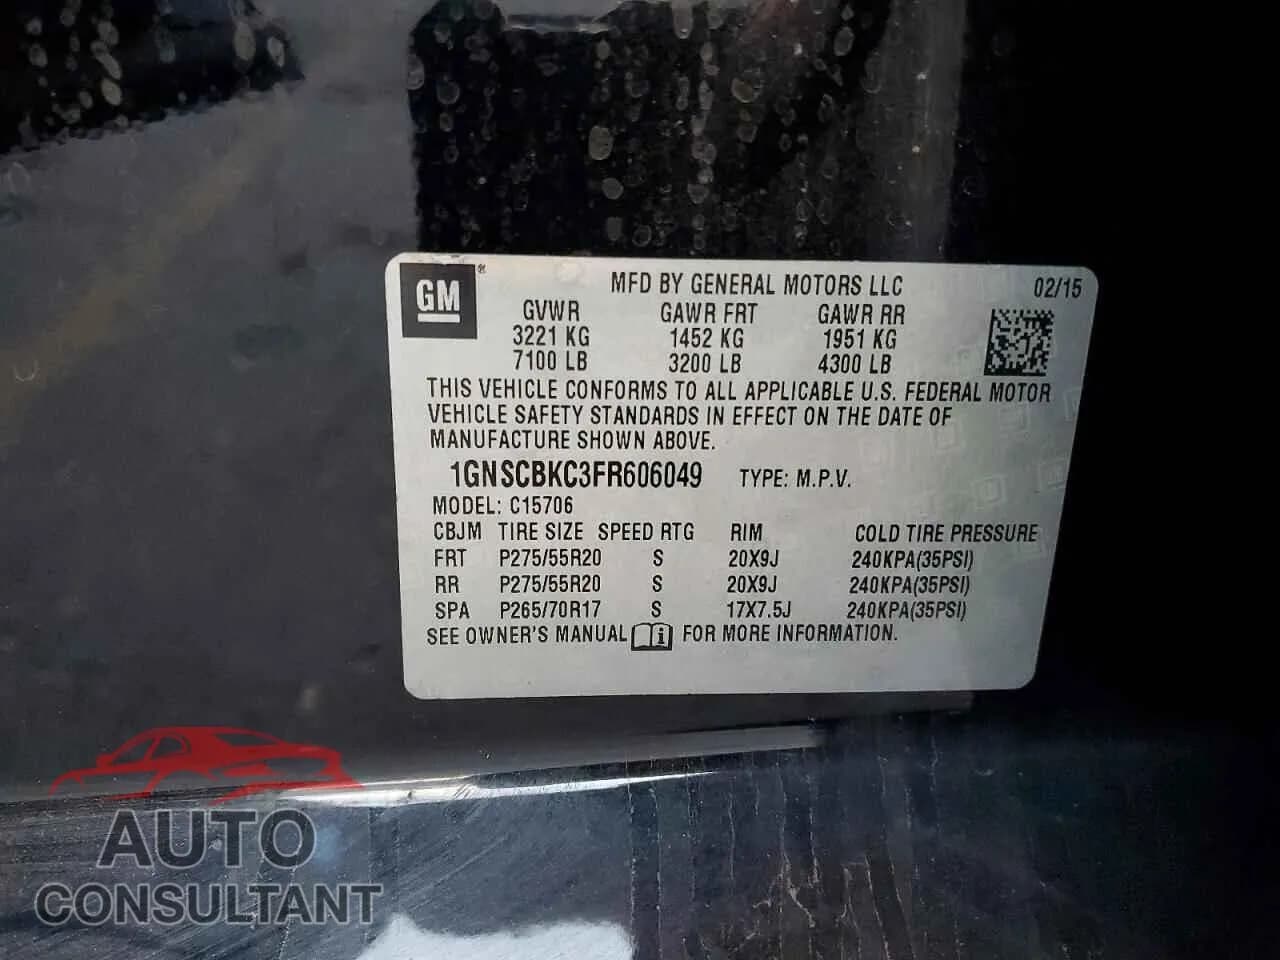 GM ®
MFD BY GENERAL MOTORS LLC 02/15
GVWR GAWR FRT GAWR RR
3221 KG 1452 KG 1951 KG
7100 LB 3200 LB 4300 LB
THIS VEHICLE CONFORMS TO ALL APPLICABLE U.S. FEDERAL MOTOR
VEHICLE SAFETY STANDARDS IN EFFECT ON THE DATE OF
MANUFACTURE SHOWN ABOVE.
1GNSCBKC3FR606049 TYPE: M.P.V.
MODEL: C15706
CBJM TIRE SIZE SPEED RTG RIM COLD TIRE PRESSURE
FRT P275/55R20 S 20X9J 240KPA(35PSI)
RR P275/55R20 S 20X9J 240KPA(35PSI)
SPA P265/70R17 S 17X7.5J 240KPA(35PSI)
SEE OWNER'S MANUAL i FOR MORE INFORMATION.
AUTO
CONSULTANT